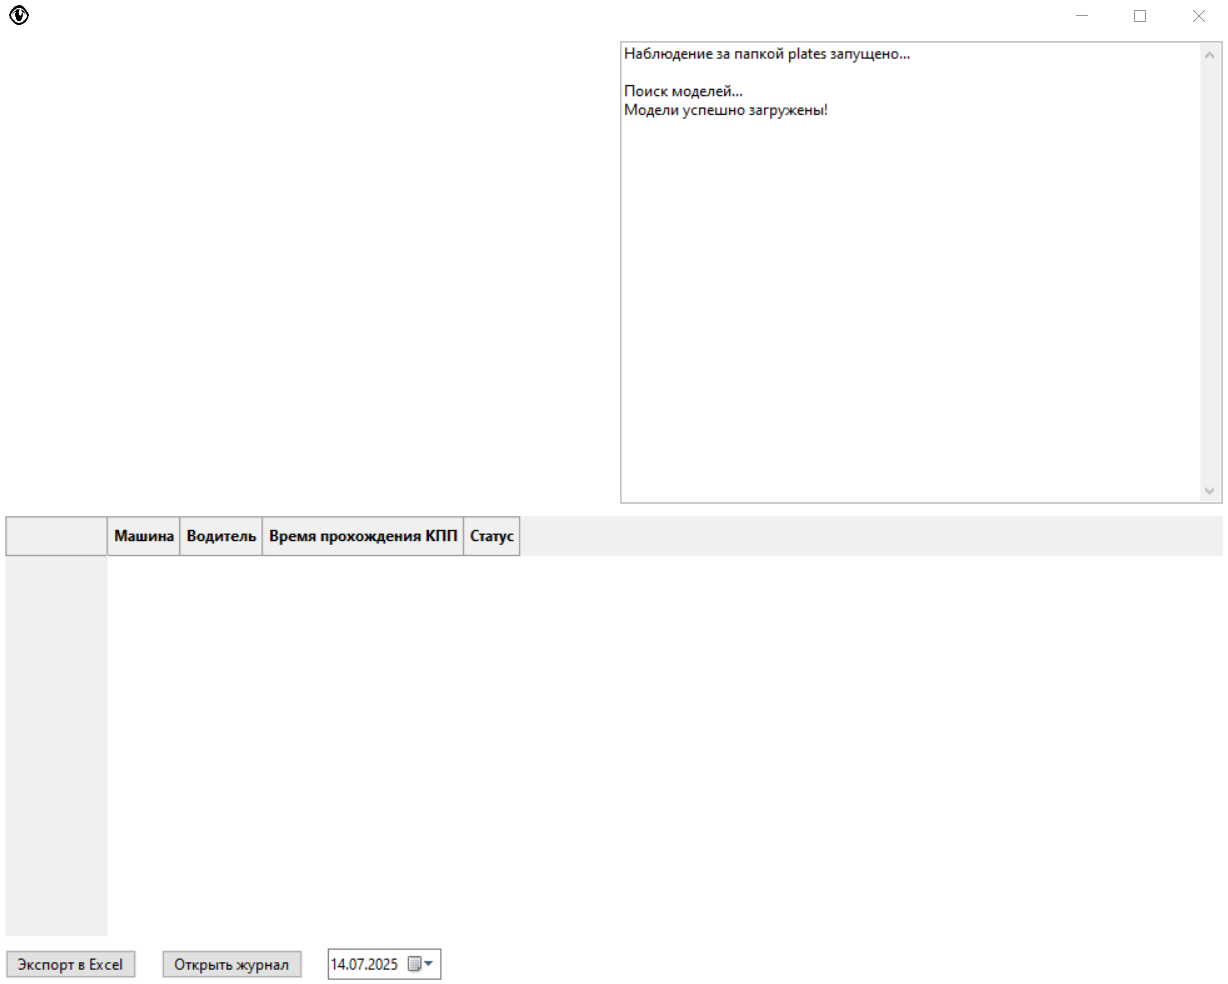 Наблюдение за папкой plates запущено...
Поиск моделей...
Модели успешно загружены!
Машина Водитель Время прохождения КПП Статус
Экспорт в Excel Открыть журнал 14.07.2025